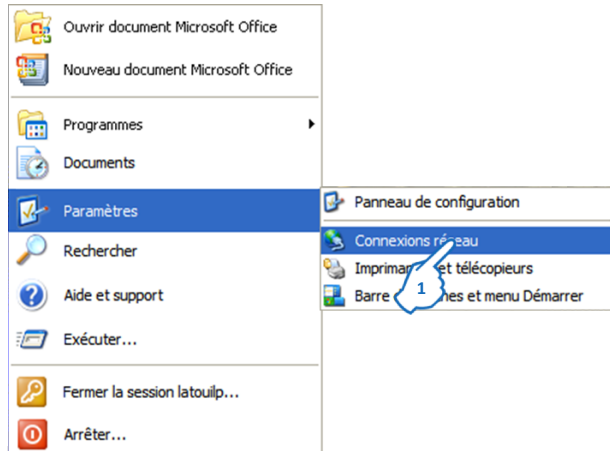 Ouvrir document Microsoft Office
Nouveau document Microsoft Office
Programmes
Documents
Paramètres
Rechercher
Aide et support
Exécuter...
Fermer la session latouilp...
Arrêter...
Panneau de configuration
Connexions réseau
et télécopieurs
Barre et menu Démarrer
1